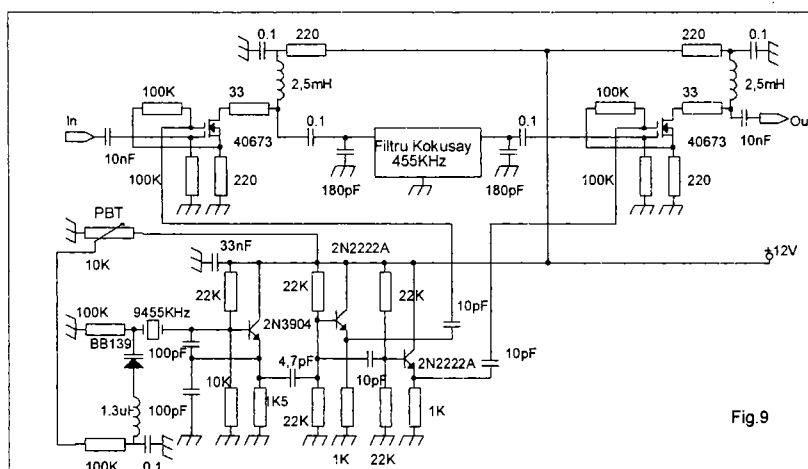 0.1
220
220
0.1
2,5mH
2,5mH
100K
33
100K
33
In
Ou
10nF
40673
0.1
Filtru Kokusay
455KHz
0.1
40673
10nF
100K
220
180pF
180pF
100K
220
PBT
10K
33nF
2N2222A
+12V
22K
22K
22K
10pF
100K
9455KHz
2N3904
BB139
100pF
4,7pF
10pF
2N2222A
10pF
1.3uH
100pF
10K
1K5
22K
1K
22K
1K
100K
0.1
Fig.9